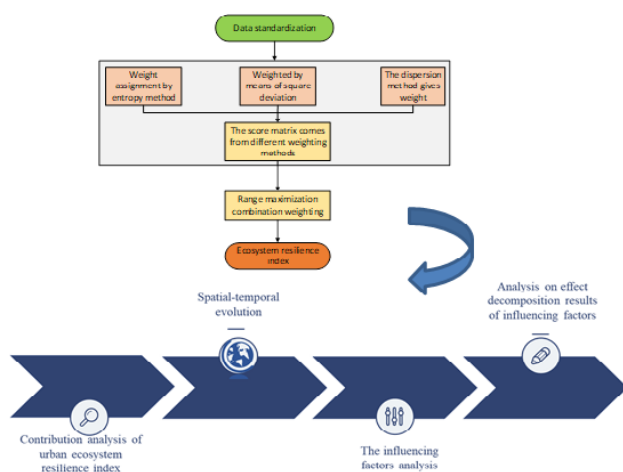 Data standardization
Weight
assignment by
entropy method
Weighted by
means of square
deviation
The dispersion
method gives
weight
The score matrix comes
from different weighting
methods
Range maximization
combination weighting
Ecosystem resilience
index
Spatial-temporal
evolution
Analysis on effect
decomposition results
of influencing factors
Contribution analysis of
urban ecosystem
resilience index
The influencing
factors analysis